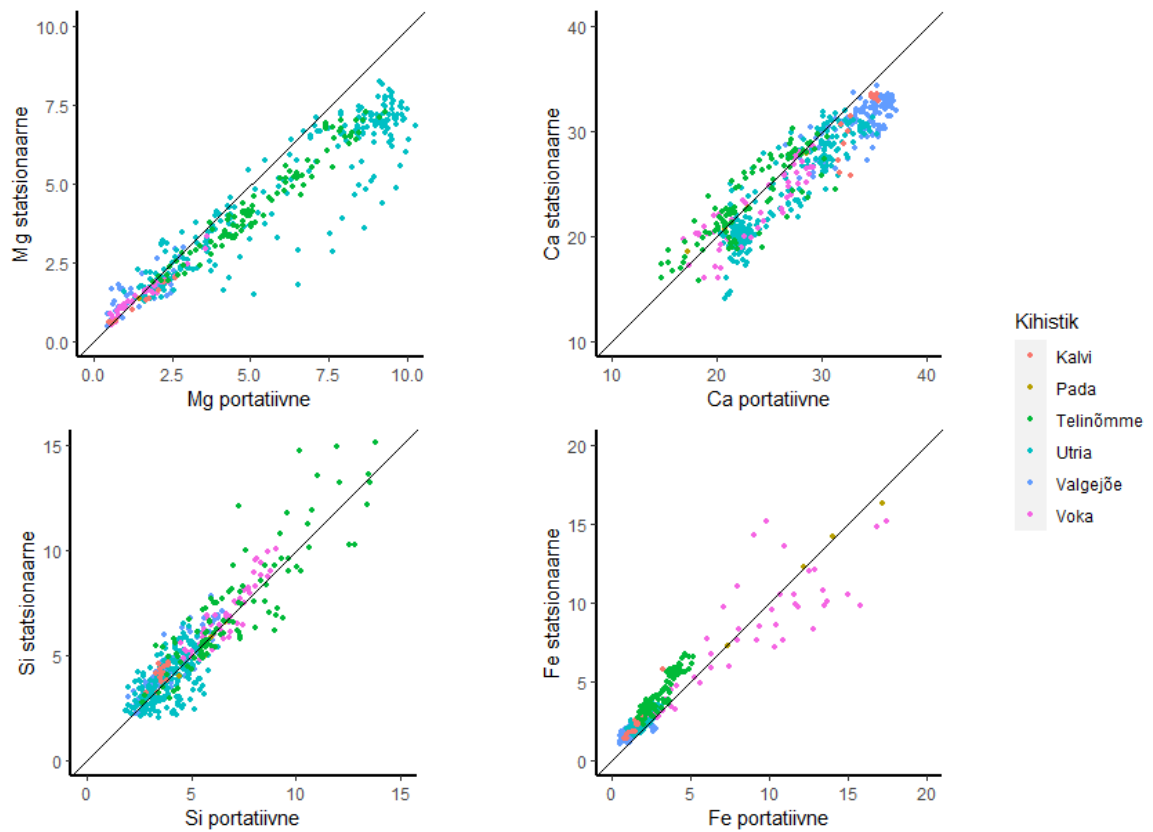 10.0
7.5
5.0
2.5
0.0
Mg statsionaarne
0.0 2.5 5.0 7.5 10.0
Mg portatiivne
40
30
20
10
Ca statsionaarne
10 20 30 40
Ca portatiivne
15
10
5
0
Si statsionaarne
0 5 10 15
Si portatiivne
20
15
10
5
0
Fe statsionaarne
0 5 10 15 20
Fe portatiivne
Kihistik
Kalvi
Pada
Telinõmme
Utria
Valgejõe
Voka